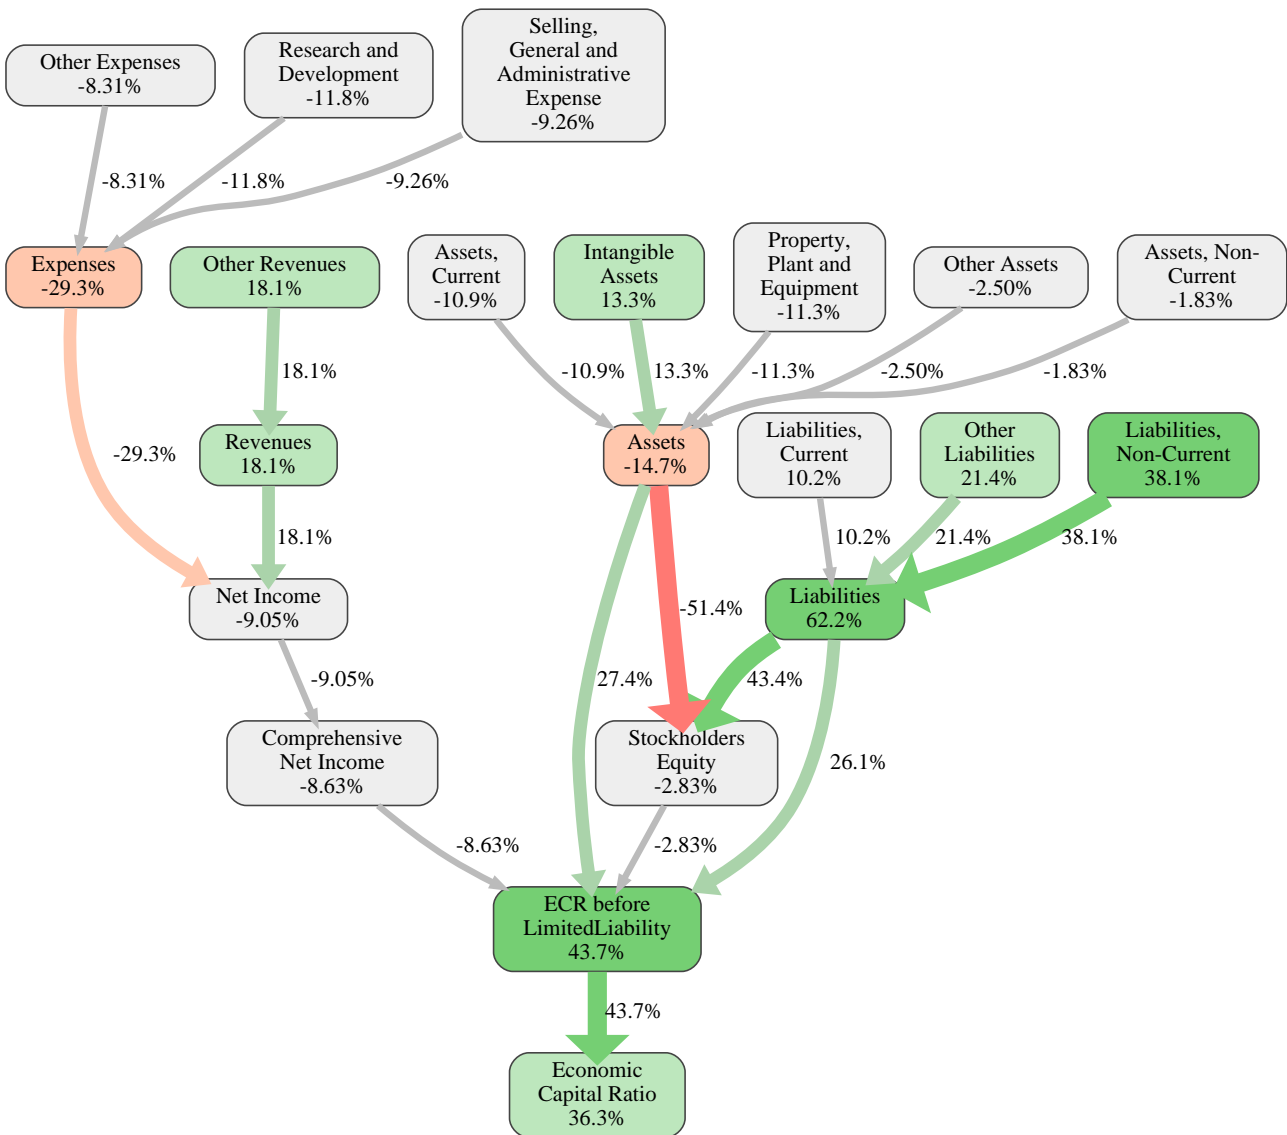 Selling,
General and
Administrative
Expense
-9.26%
Research and
Development
-11.8%
Other Expenses
-8.31%
-8.31%
-11.8%
-9.26%
Expenses
-29.3%
Other Revenues
18.1%
Assets,
Current
-10.9%
Intangible
Assets
13.3%
Property,
Plant and
Equipment
-11.3%
Other Assets
-2.50%
Assets, Non-
Current
-1.83%
18.1%
-10.9%
13.3%
-11.3%
-2.50%
-1.83%
Revenues
18.1%
Assets
-14.7%
Liabilities,
Current
10.2%
Other
Liabilities
21.4%
Liabilities,
Non-Current
38.1%
-29.3%
18.1%
10.2%
21.4%
38.1%
Net Income
-9.05%
-51.4%
Liabilities
62.2%
-9.05%
27.4%
43.4%
Comprehensive
Net Income
-8.63%
Stockholders
Equity
-2.83%
26.1%
-8.63%
-2.83%
ECR before
LimitedLiability
43.7%
43.7%
Economic
Capital Ratio
36.3%